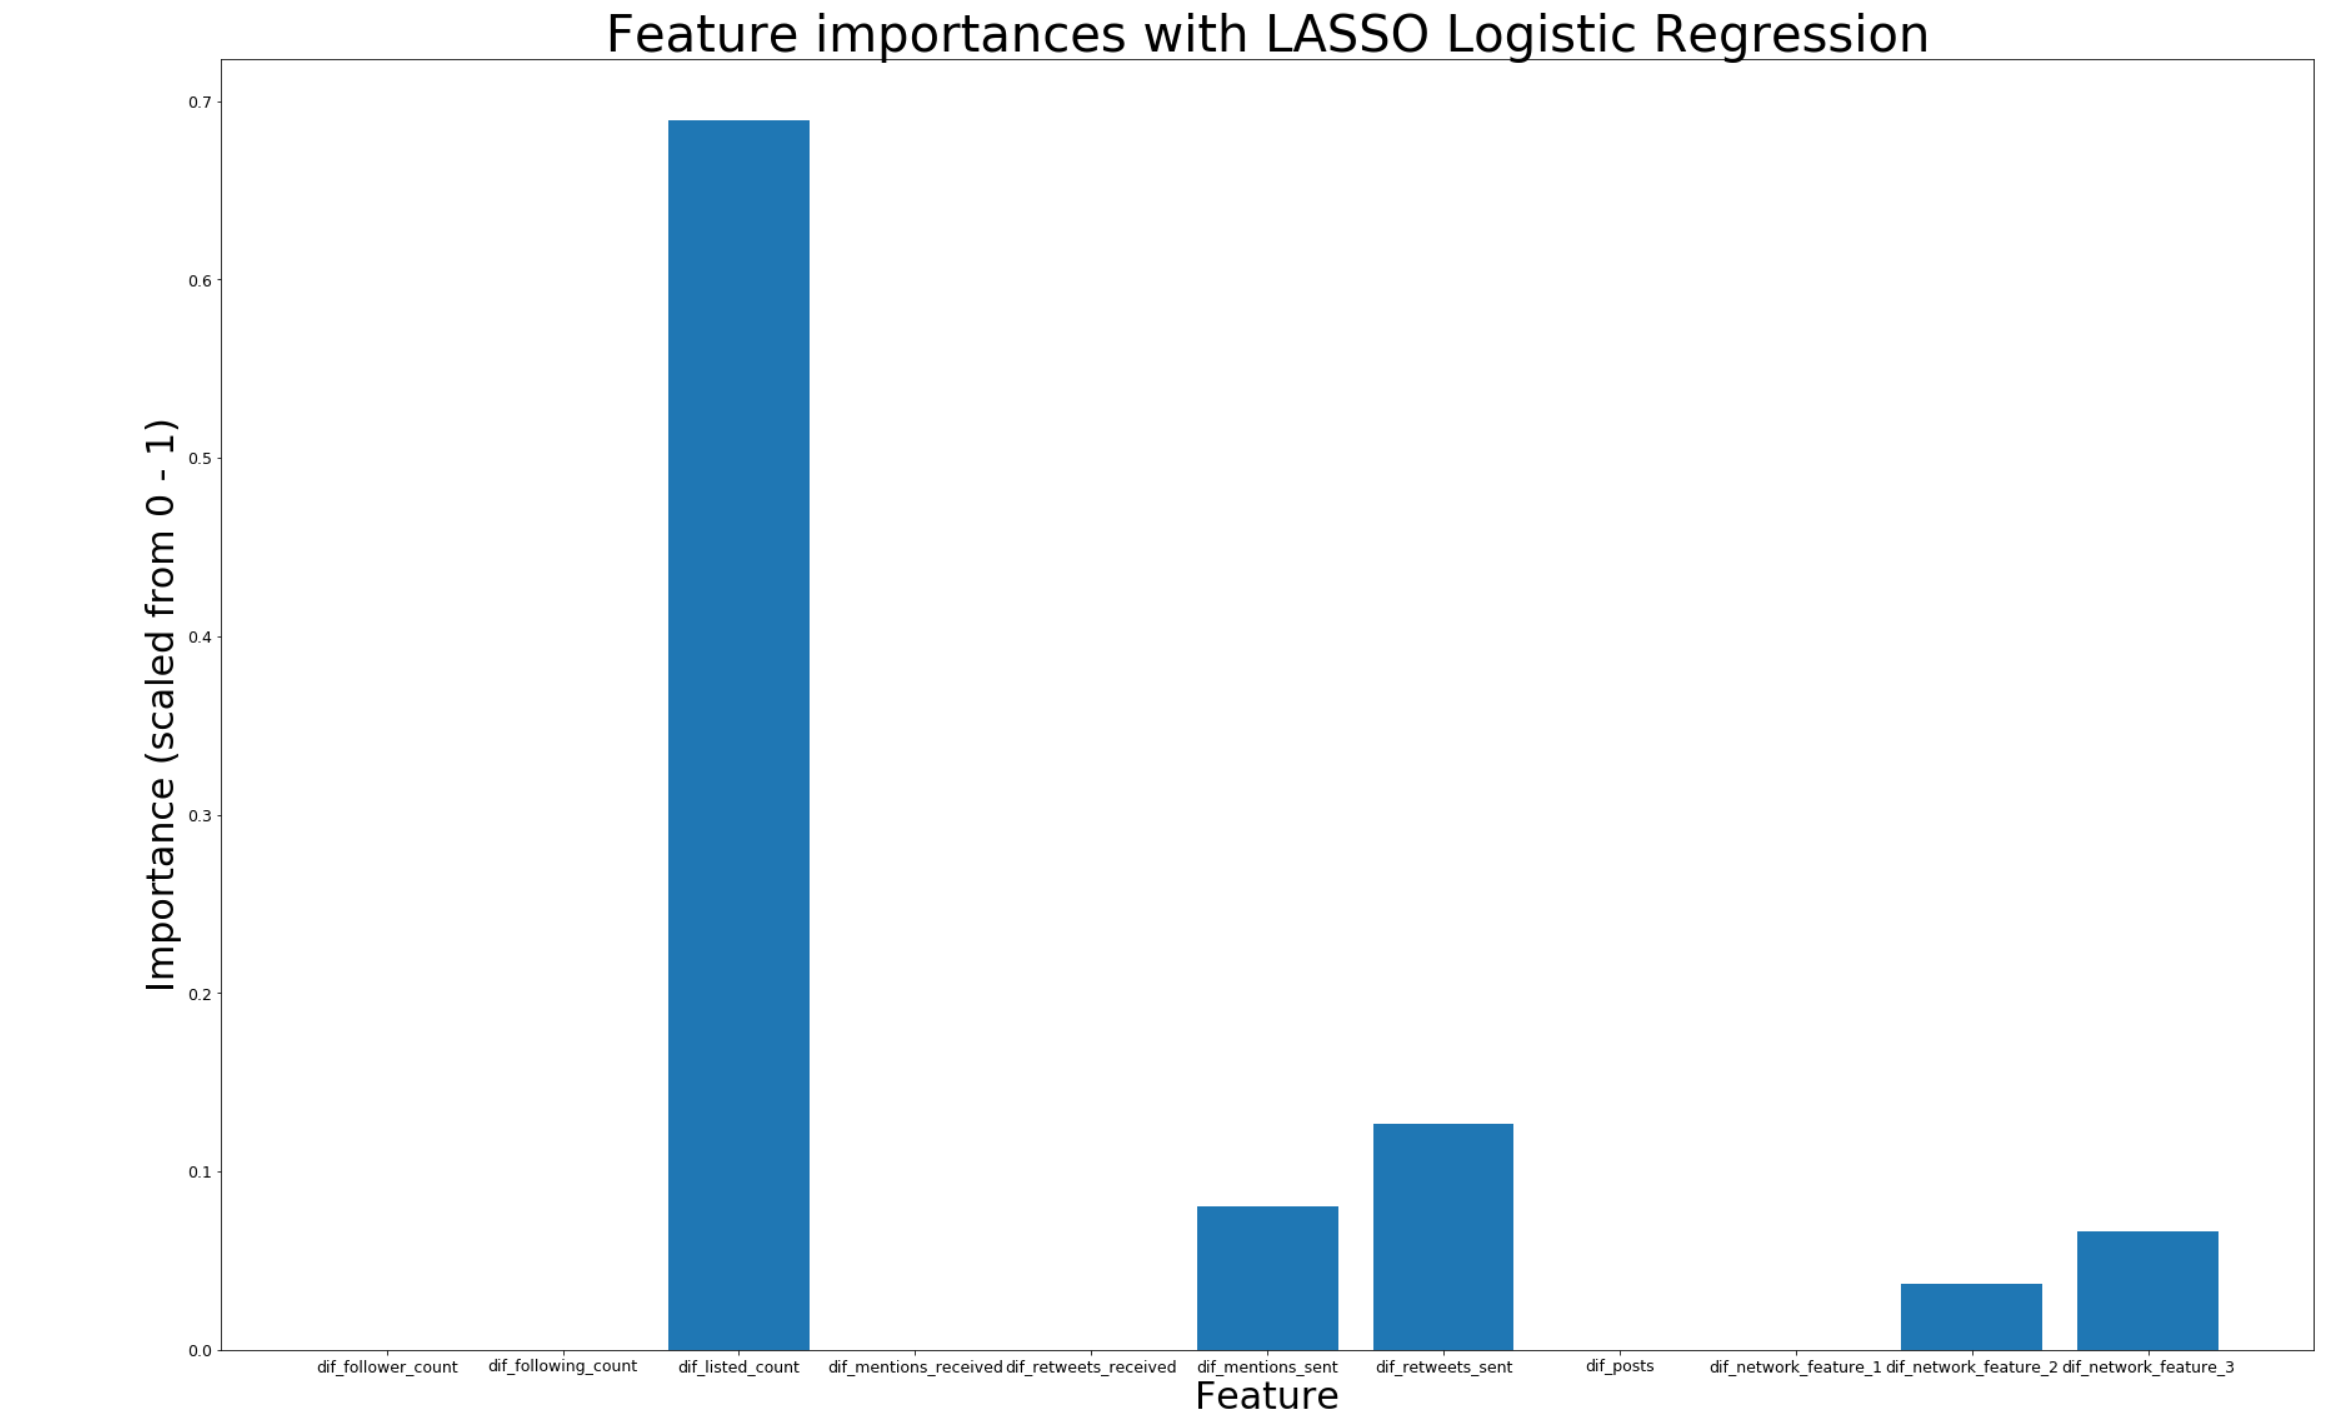 Feature importances with LASSO Logistic Regression
Importance (scaled from 0 - 1)
0.7
0.6
0.5
0.4
0.3
0.2
0.1
0.0
dif_follower_count dif_following_count dif_listed_count dif_mentions_received dif_retweets_received dif_mentions_sent dif_retweets_sent dif_posts dif_network_feature_1 dif_network_feature_2 dif_network_feature_3
Feature